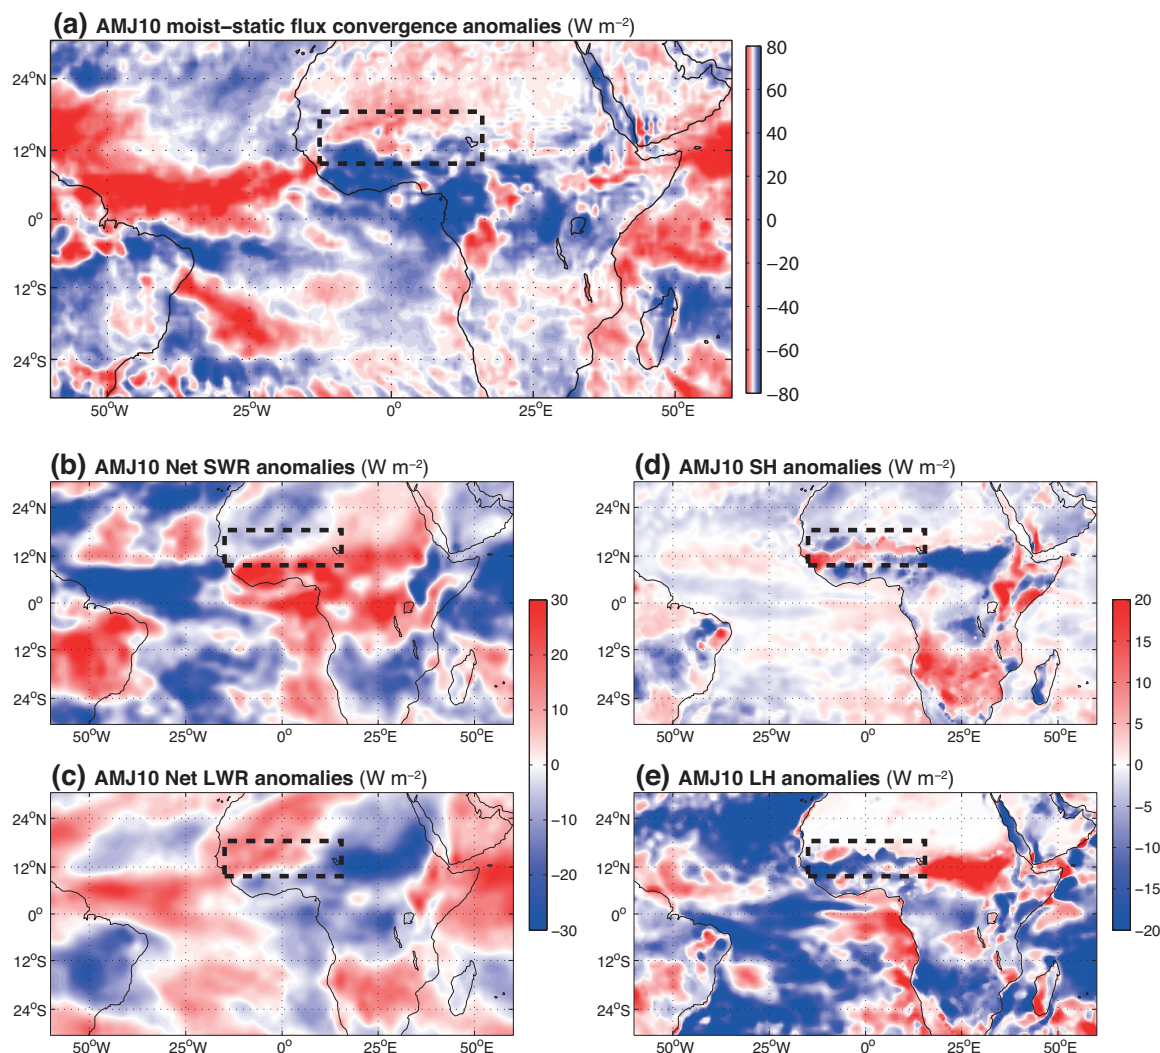 (a) AMJ10 moist–static flux convergence anomalies (W m⁻²)
24°N
12°N
0°
12°S
24°S
50°W 25°W 0° 25°E 50°E
80
60
40
20
0
−20
−40
−60
−80
(b) AMJ10 Net SWR anomalies (W m⁻²)
24°N
12°N
0°
12°S
24°S
50°W 25°W 0° 25°E 50°E
(d) AMJ10 SH anomalies (W m⁻²)
24°N
12°N
0°
12°S
24°S
50°W 25°W 0° 25°E 50°E
30
20
10
0
−10
−20
−30
20
15
10
5
0
−5
−10
−15
−20
(c) AMJ10 Net LWR anomalies (W m⁻²)
24°N
12°N
0°
12°S
24°S
50°W 25°W 0° 25°E 50°E
(e) AMJ10 LH anomalies (W m⁻²)
24°N
12°N
0°
12°S
24°S
50°W 25°W 0° 25°E 50°E